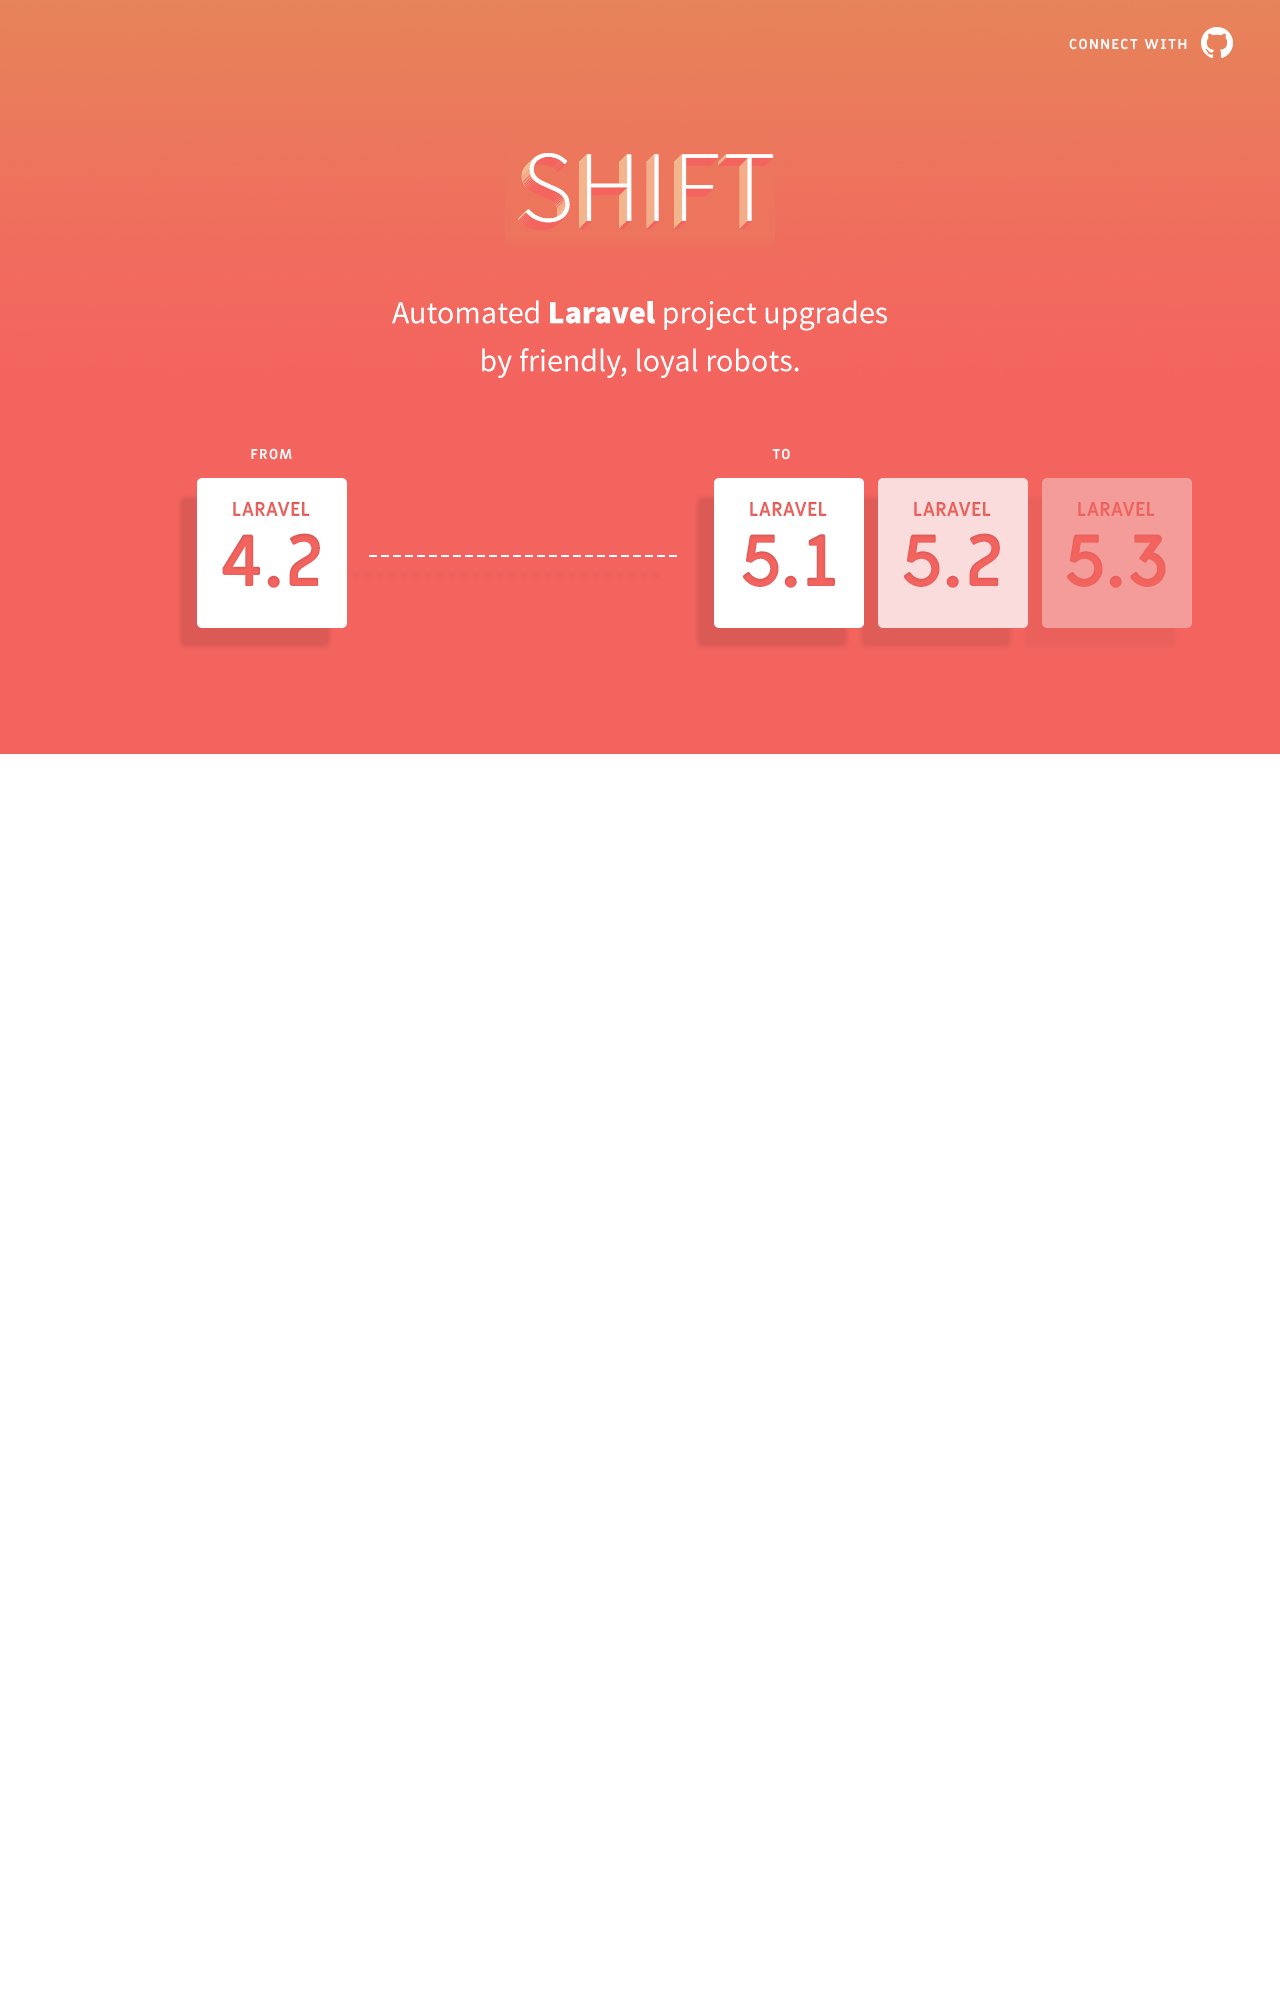 CONNECT WITH
SHIFT
Automated Laravel project upgrades
by friendly, loyal robots.
FROM
TO
LARAVEL
4.2
LARAVEL
5.1
LARAVEL
5.2
LARAVEL
5.3